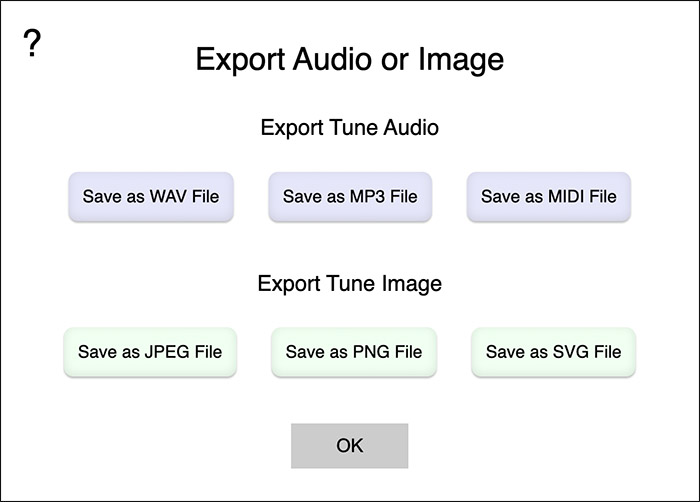 ?
Export Audio or Image
Export Tune Audio
Save as WAV File
Save as MP3 File
Save as MIDI File
Export Tune Image
Save as JPEG File
Save as PNG File
Save as SVG File
OK